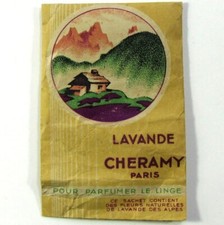 LAVANDE
CHERAMY
PARIS
POUR PARFUMER LE LINGE
CE SACHET CONTIENT
DES FLEURS NATURELLES
DE LAVANDE DES ALPES